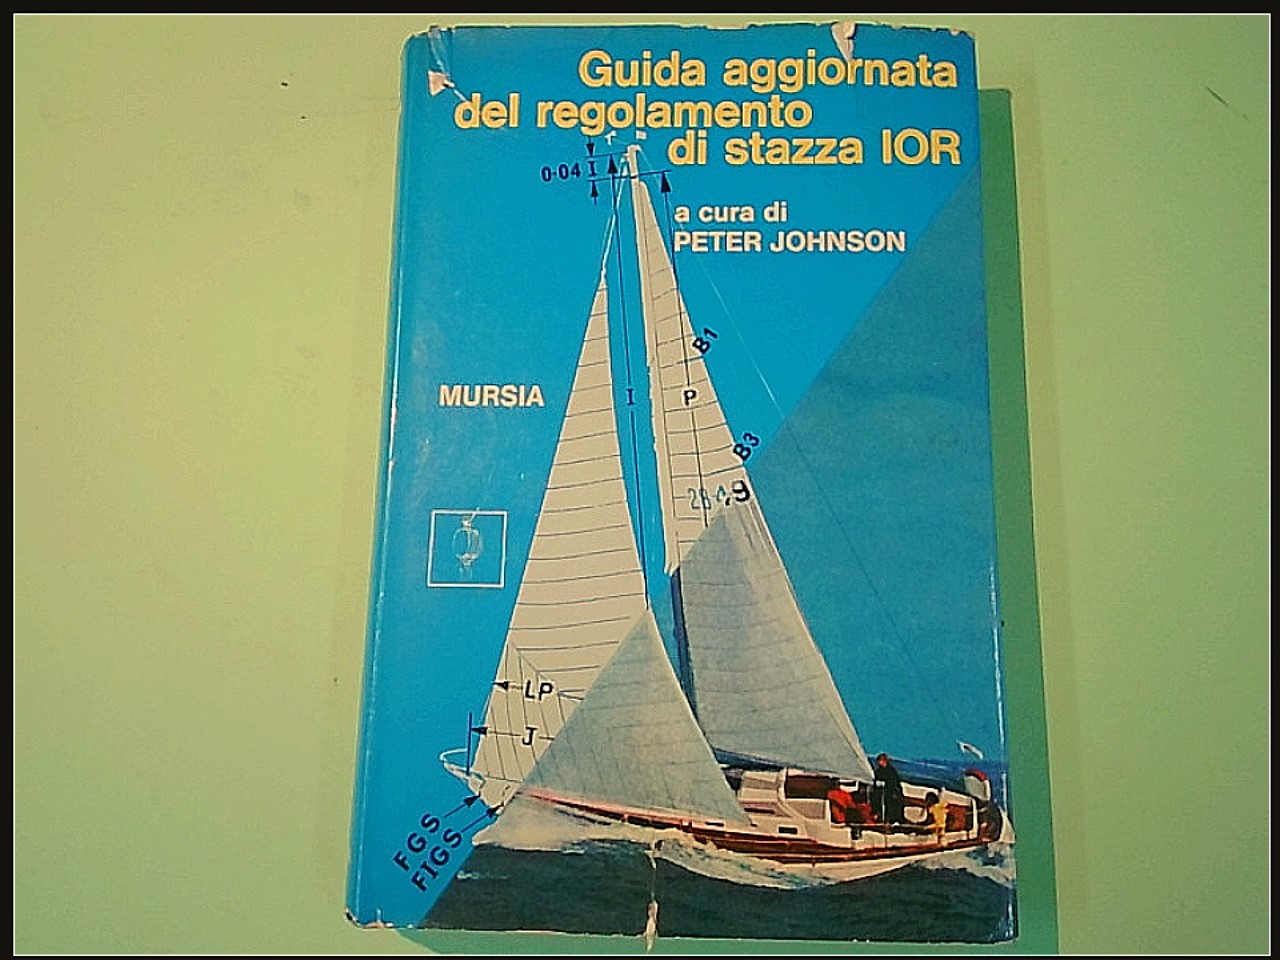 Guida aggiornata
del regolamento
di stazza IOR
0·04 I
a cura di
PETER JOHNSON
B1
MURSIA
I
P
B3
LP
J
FGS
FIGS